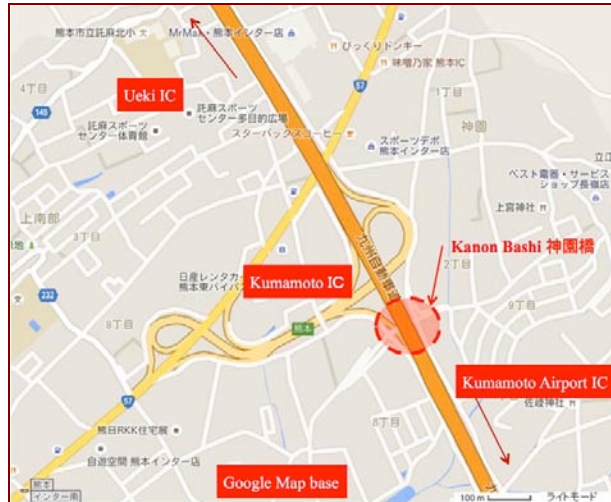 熊本市立託麻北小
MrMax・熊本インター店
びっくりドンキー
味噌乃家 熊本IC
57
4丁目
1丁目
Ueki IC
145
託麻スポーツ
センター多目的広場
スターバックスコーヒー
託麻スポーツ
センター体育館
スポーツデポ
熊本インター店
神園
立江
ベスト電器・サービス
ショップ長嶺店
上南部
3丁目
上宮神社
九州自動車道
Kanon Bashi 神園橋
2丁目
232
日産レンタカ
熊本東バイパス
Kumamoto IC
9丁目
8丁目
熊本
Kumamoto Airport IC
57
8丁目
熊日RKK住宅展
自遊空間 熊本インター店
Google Map base
熊本
インター南
100 m
ライトモード